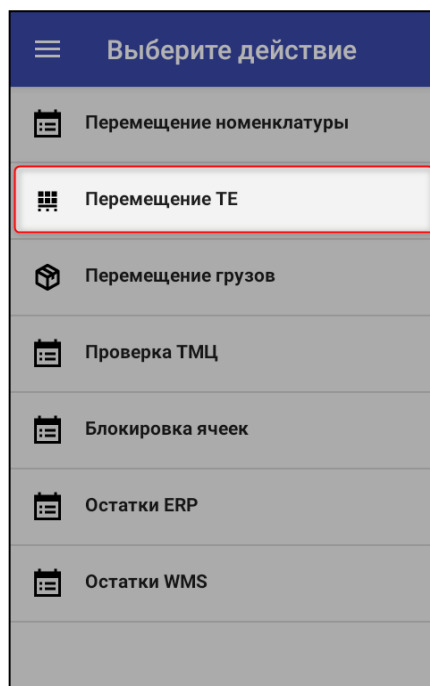 Выберите действие
Перемещение номенклатуры
Перемещение ТЕ
Перемещение грузов
Проверка ТМЦ
Блокировка ячеек
Остатки ERP
Остатки WMS